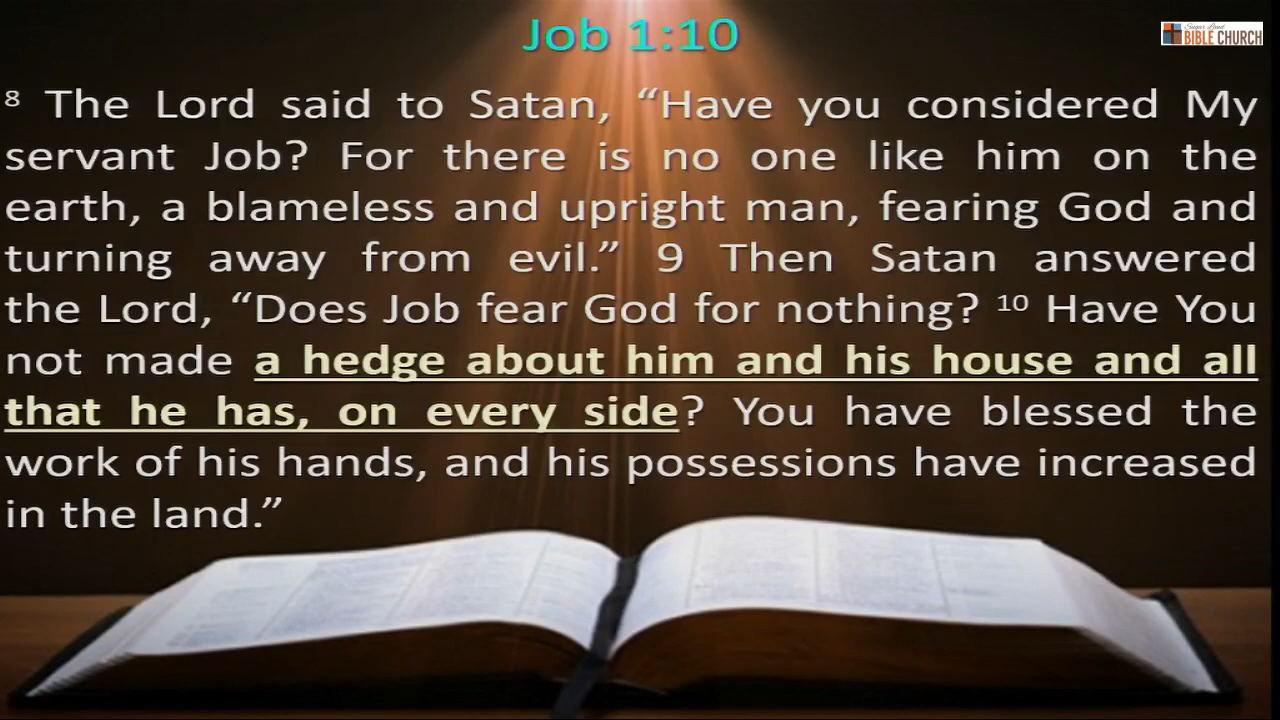 Job 1:10
Sugar Land
BIBLE CHURCH
8 The Lord said to Satan, “Have you considered My
servant Job? For there is no one like him on the
earth, a blameless and upright man, fearing God and
turning away from evil.” 9 Then Satan answered
the Lord, “Does Job fear God for nothing? 10 Have You
not made a hedge about him and his house and all
that he has, on every side? You have blessed the
work of his hands, and his possessions have increased
in the land.”